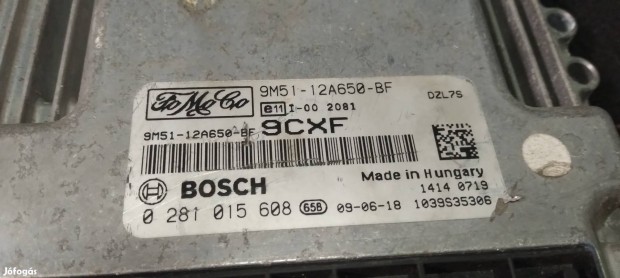 FoMoCo 9M51-12A650-BF DZL7S
e11 I-00 2081
9M51-12A650-BF 9CXF
BOSCH Made in Hungary
1414 0719
0 281 015 608 65B 09-06-18 1039S35306
Jófogás